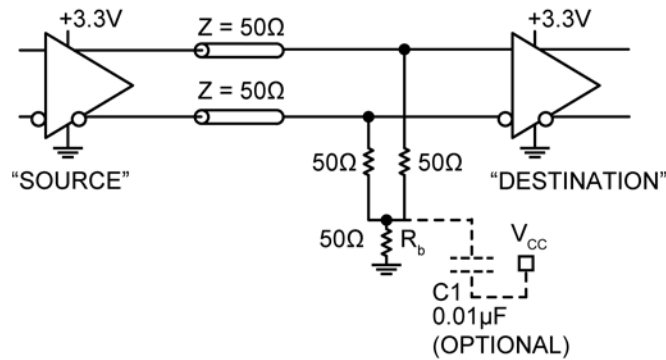 +3.3V
Z = 50Ω
+3.3V
Z = 50Ω
"SOURCE"
50Ω
50Ω
"DESTINATION"
50Ω
R_b
V_CC
C1
0.01µF
(OPTIONAL)